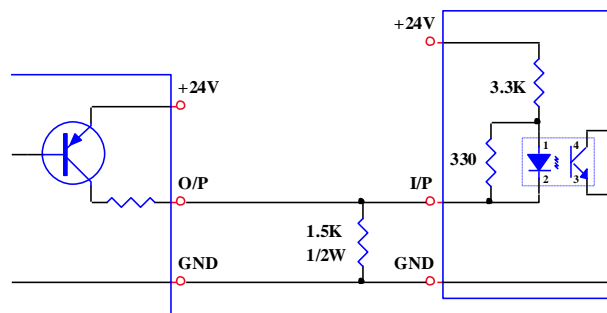 +24V
3.3K
+24V
1
4
330
2
3
O/P
I/P
1.5K
1/2W
GND
GND